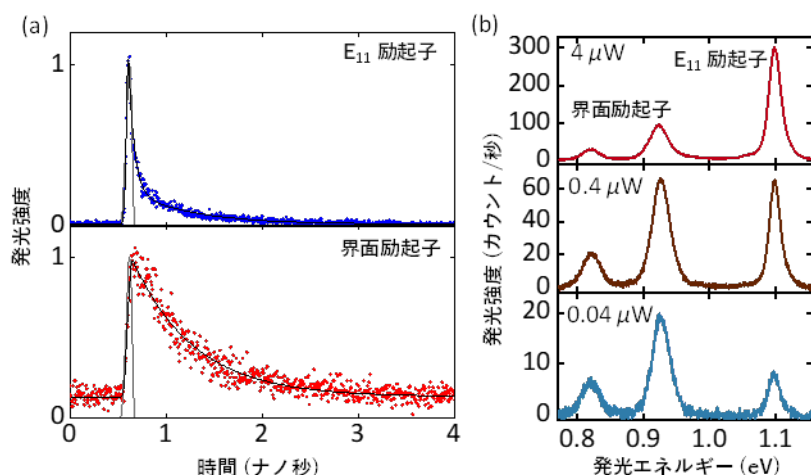 (a)
E11 励起子
1
0
界面励起子
1
0
発光強度
0 1 2 3 4
時間 (ナノ秒)
(b)
4 μW
E11 励起子
界面励起子
300
200
100
0
0.4 μW
60
40
20
0
0.04 μW
20
10
0
発光強度 (カウント/秒)
0.8 0.9 1.0 1.1
発光エネルギー (eV)